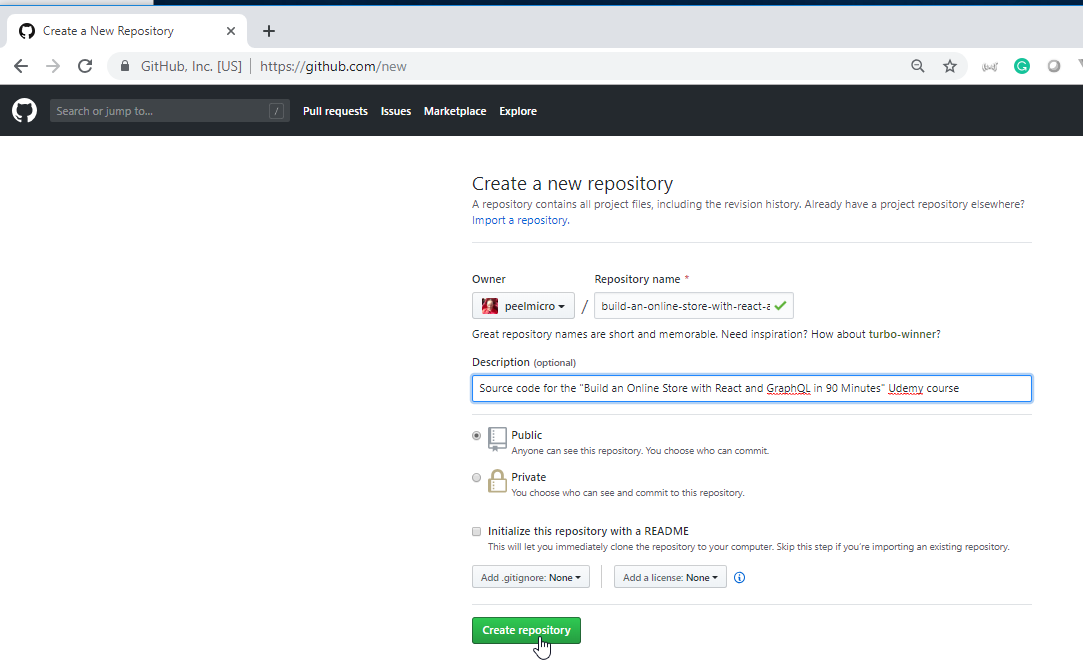 Create a New Repository
GitHub, Inc. [US] | https://github.com/new
Search or jump to... /
Pull requests Issues Marketplace Explore
Create a new repository
A repository contains all project files, including the revision history. Already have a project repository elsewhere?
Import a repository.
Owner Repository name *
peelmicro / build-an-online-store-with-react-a
Great repository names are short and memorable. Need inspiration? How about turbo-winner?
Description (optional)
Source code for the "Build an Online Store with React and GraphQL in 90 Minutes" Udemy course
Public
Anyone can see this repository. You choose who can commit.
Private
You choose who can see and commit to this repository.
Initialize this repository with a README
This will let you immediately clone the repository to your computer. Skip this step if you're importing an existing repository.
Add .gitignore: None Add a license: None
Create repository